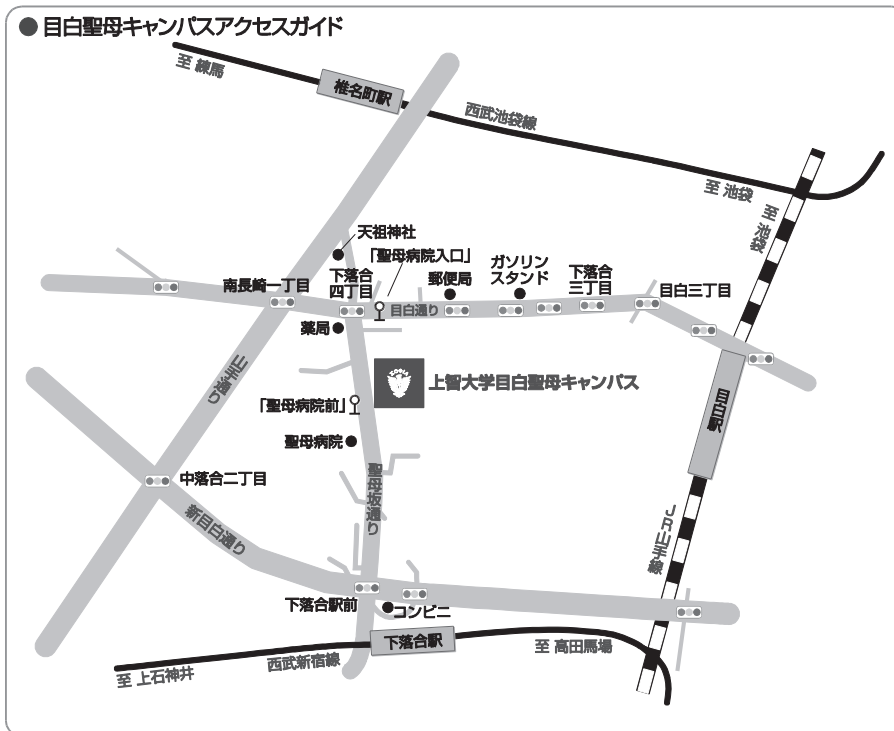 ● 目白聖母キャンパスアクセスガイド
至 練馬
椎名町駅
西武池袋線
至 池袋
至 池袋
天祖神社
「聖母病院入口」
南長崎一丁目
下落合
四丁目
郵便局
ガソリン
スタンド
下落合
三丁目
目白三丁目
目白通り
薬局
山手通り
上智大学目白聖母キャンパス
「聖母病院前」
目白駅
聖母病院
中落合二丁目
聖母坂通り
新目白通り
JR山手線
下落合駅前
コンビニ
下落合駅
至 高田馬場
西武新宿線
至 上石神井